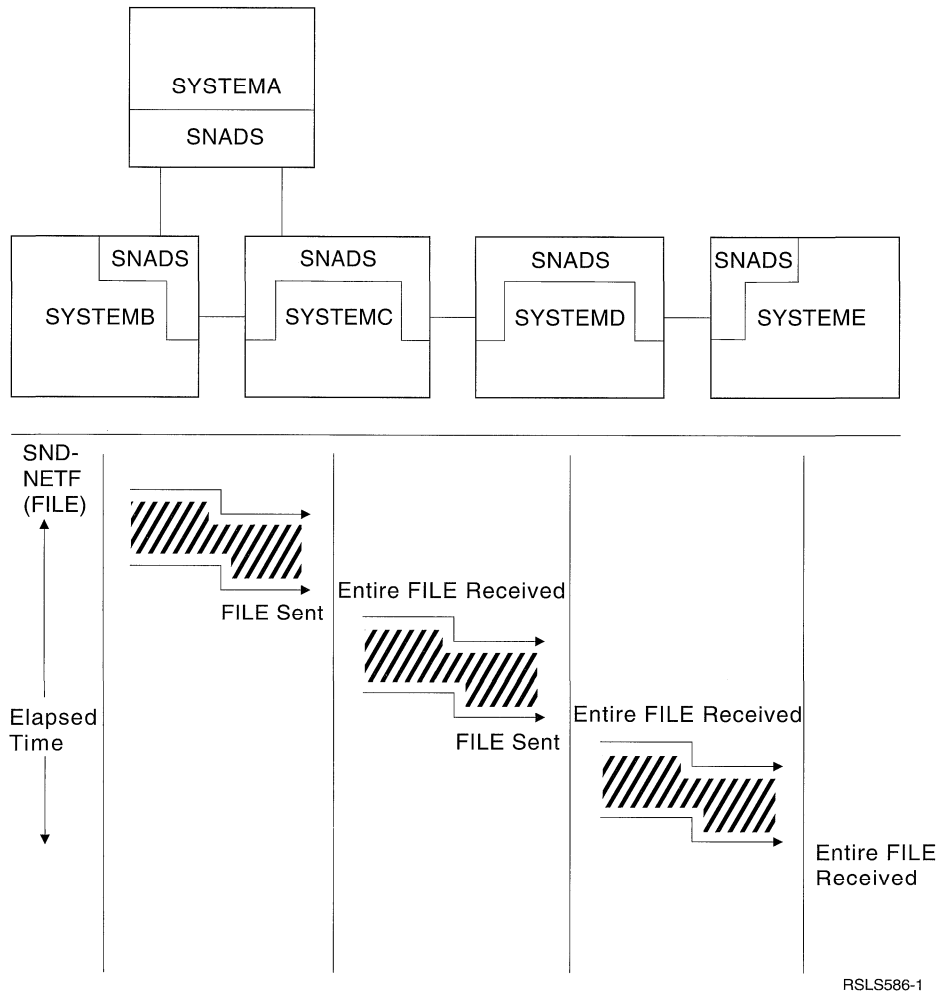 SYSTEMA
SNADS
SNADS
SNADS
SNADS
SNADS
SYSTEMB
SYSTEMC
SYSTEMD
SYSTEME
SND-
NETF
(FILE)
FILE Sent
Entire FILE Received
Elapsed
Time
FILE Sent
Entire FILE Received
Entire FILE
Received
RSLS586-1